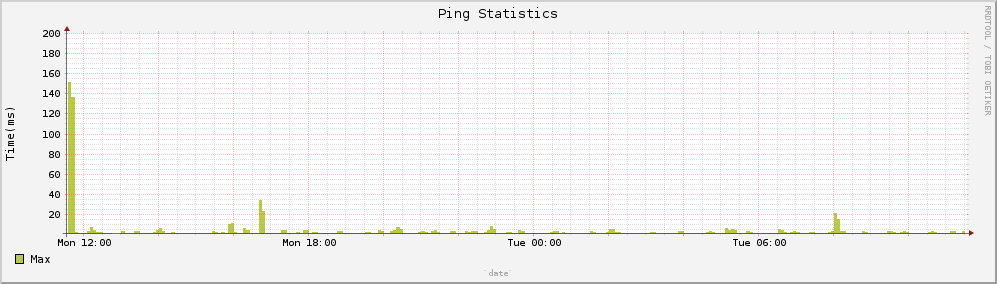 Ping Statistics
RRDTOOL / TOBI OETIKER
Time(ms)
200
180
160
140
120
100
80
60
40
20
Mon 12:00 Mon 18:00 Tue 00:00 Tue 06:00
Max
`date`